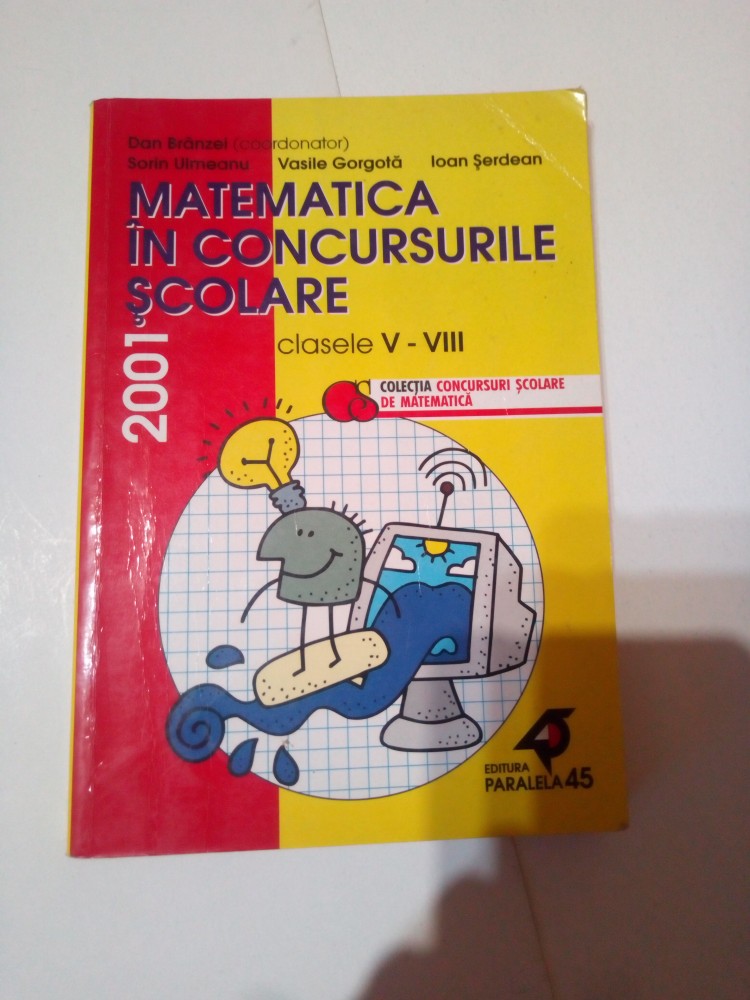 Dan Brânzei (coordonator)
Sorin Ulmeanu Vasile Gorgotă Ioan Şerdean
MATEMATICA
ÎN CONCURSURILE
ŞCOLARE
2001
clasele V - VIII
CS
COLECŢIA CONCURSURI ŞCOLARE
DE MATEMATICĂ
EDITURA
PARALELA 45